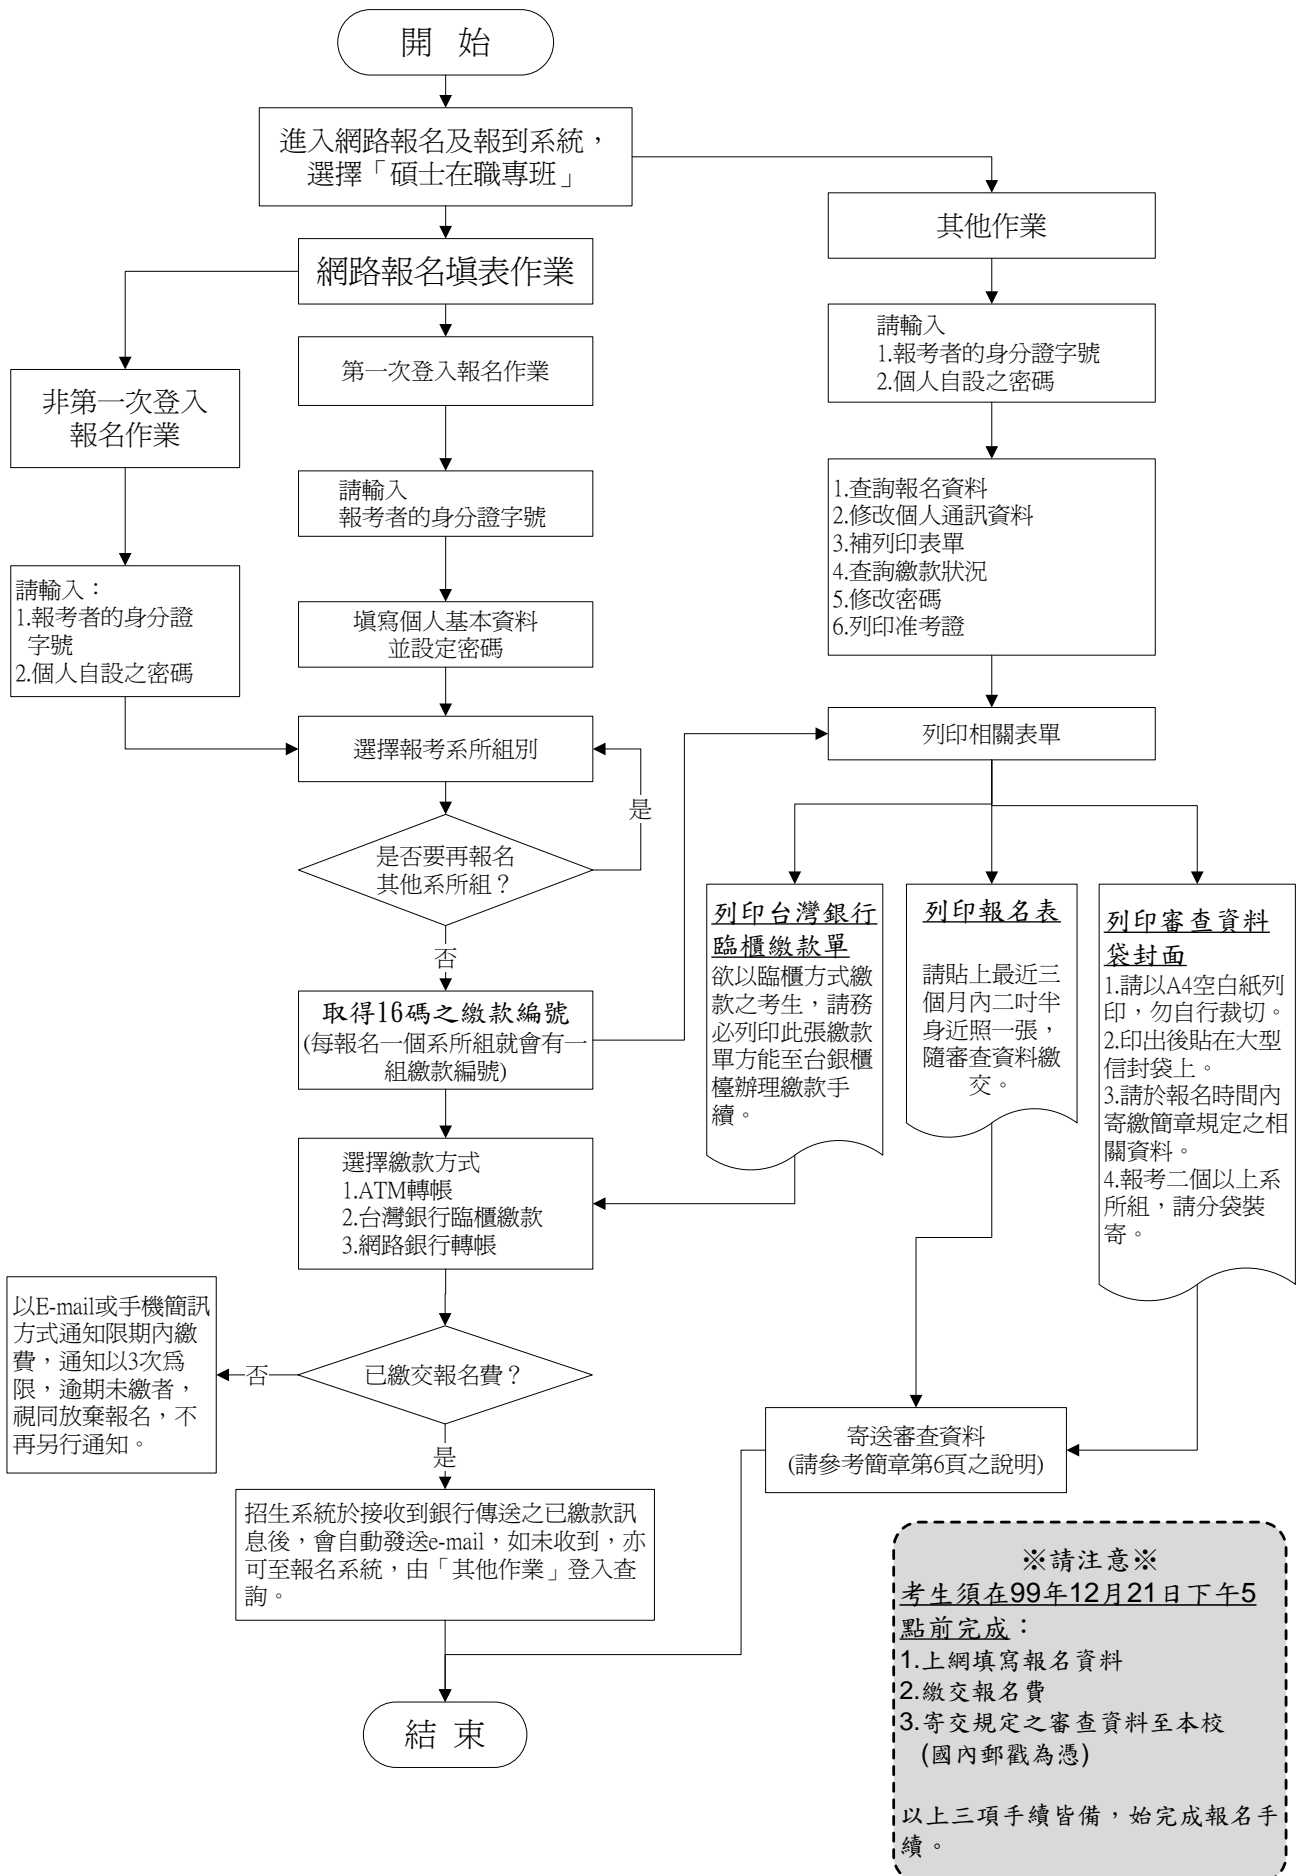 開 始
進入網路報名及報到系統，
選擇「碩士在職專班」
網路報名填表作業
其他作業
第一次登入報名作業
非第一次登入
報名作業
請輸入
1.報考者的身分證字號
2.個人自設之密碼
請輸入
報考者的身分證字號
1.查詢報名資料
2.修改個人通訊資料
3.補列印表單
4.查詢繳款狀況
5.修改密碼
6.列印准考證
請輸入：
1.報考者的身分證
字號
2.個人自設之密碼
填寫個人基本資料
並設定密碼
選擇報考系所組別
列印相關表單
是
是否要再報名
其他系所組？
否
取得16碼之繳款編號
(每報名一個系所組就會有一
組繳款編號)
列印台灣銀行
臨櫃繳款單
欲以臨櫃方式繳
款之考生，請務
必列印此張繳款
單方能至台銀櫃
檯辦理繳款手
續。
列印報名表
請貼上最近三
個月內二吋半
身近照一張，
隨審查資料繳
交。
列印審查資料
袋封面
1.請以A4空白紙列
印，勿自行裁切。
2.印出後貼在大型
信封袋上。
3.請於報名時間內
寄繳簡章規定之相
關資料。
4.報考二個以上系
所組，請分袋裝
寄。
選擇繳款方式
1.ATM轉帳
2.台灣銀行臨櫃繳款
3.網路銀行轉帳
以E-mail或手機簡訊
方式通知限期內繳
費，通知以3次為
限，逾期未繳者，
視同放棄報名，不
再另行通知。
否
已繳交報名費？
是
寄送審查資料
(請參考簡章第6頁之說明)
招生系統於接收到銀行傳送之已繳款訊
息後，會自動發送e-mail，如未收到，亦
可至報名系統，由「其他作業」登入查
詢。
結 束
※請注意※
考生須在99年12月21日下午5
點前完成：
1.上網填寫報名資料
2.繳交報名費
3.寄交規定之審查資料至本校
(國內郵戳為憑)
以上三項手續皆備，始完成報名手
續。